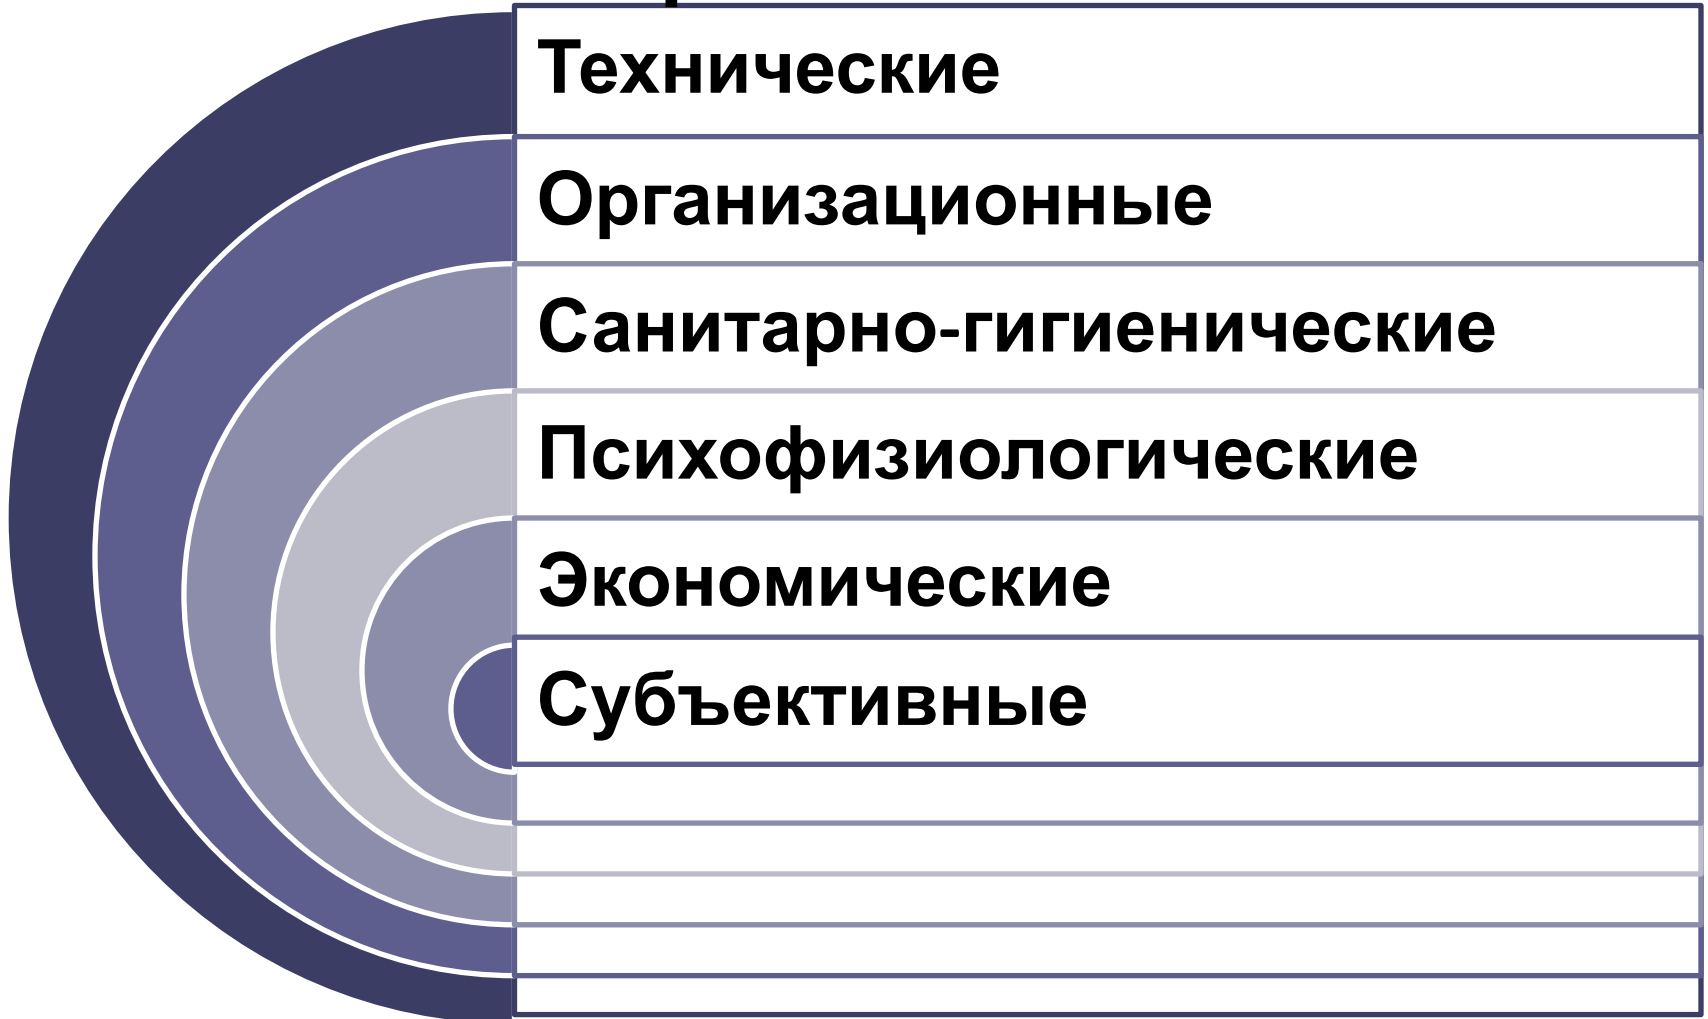 Технические
Организационные
Санитарно-гигиенические
Психофизиологические
Экономические
Субъективные